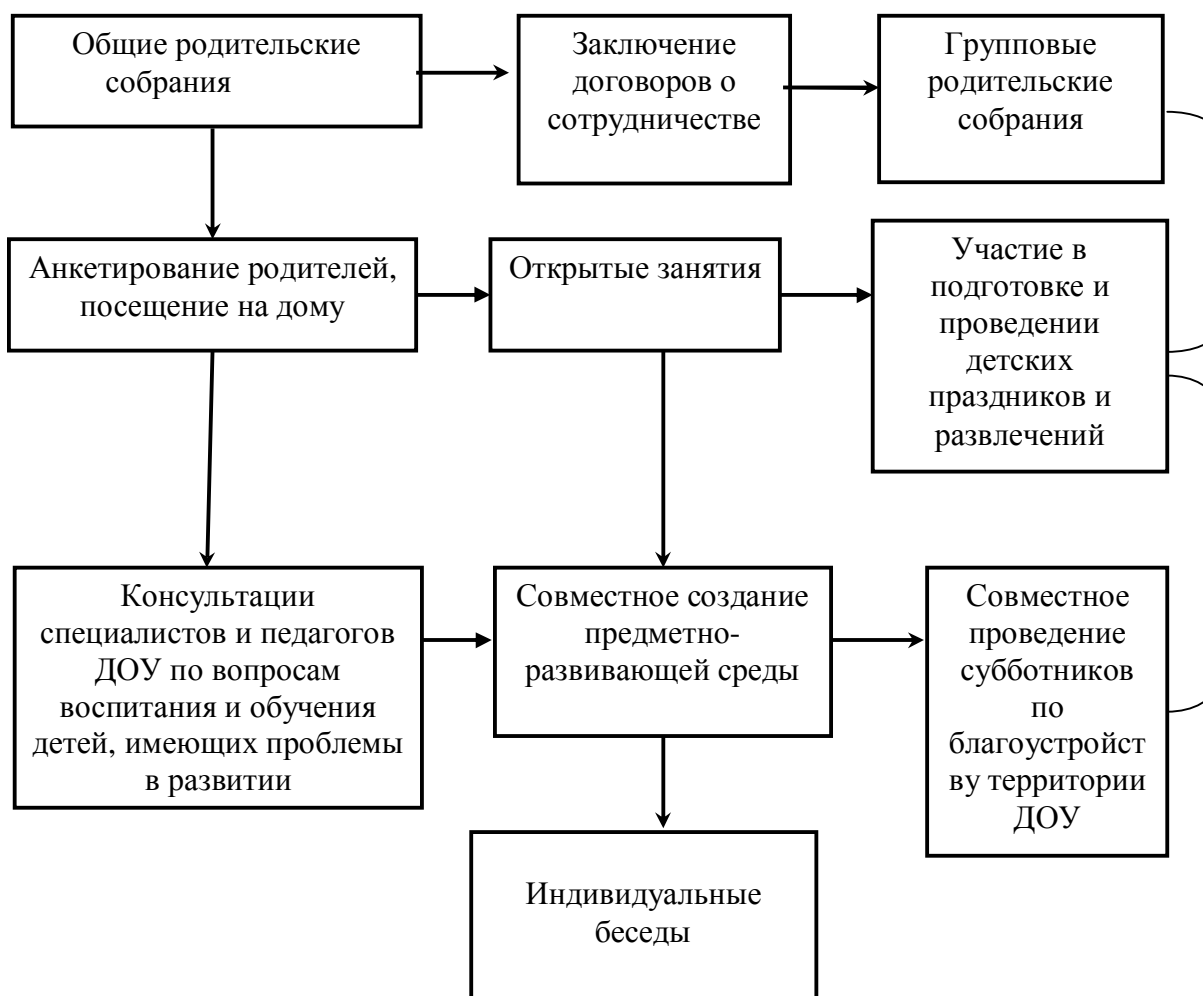 Общие родительские
собрания
Заключение
договоров о
сотрудничестве
Групповые
родительские
собрания
Анкетирование родителей,
посещение на дому
Открытые занятия
Участие в
подготовке и
проведении
детских
праздников и
развлечений
Консультации
специалистов и педагогов
ДОУ по вопросам
воспитания и обучения
детей, имеющих проблемы
в развитии
Совместное создание
предметно-
развивающей среды
Совместное
проведение
субботников
по
благоустройст
ву территории
ДОУ
Индивидуальные
беседы